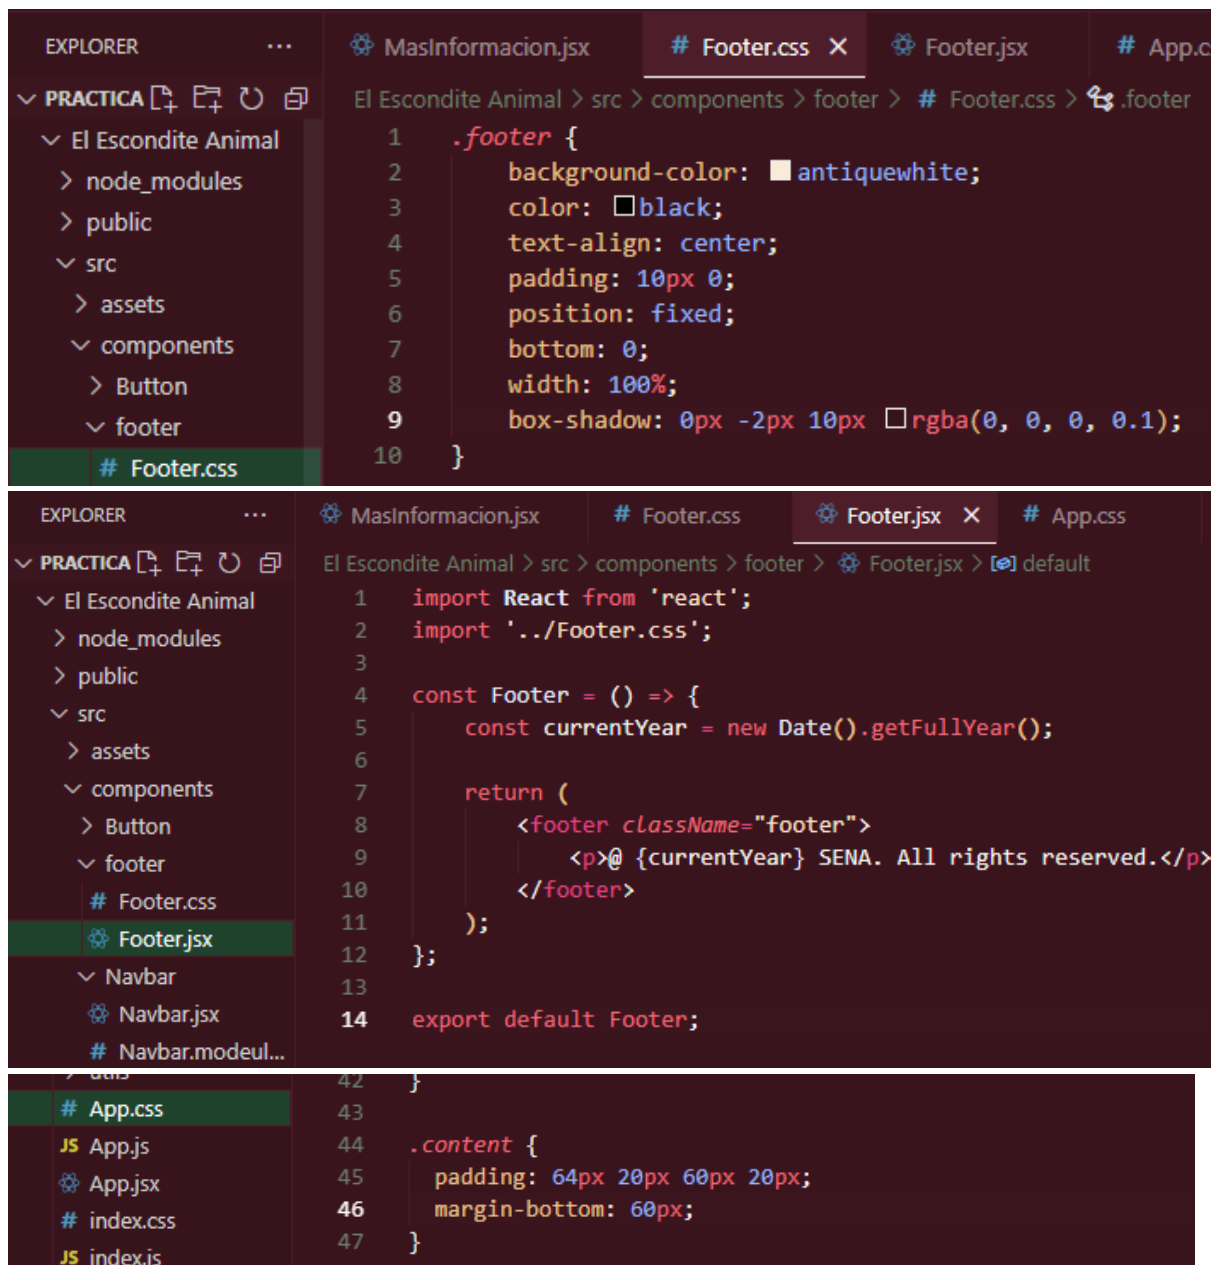 EXPLORER ...
PRACTICA
El Escondite Animal
node_modules
public
src
assets
components
Button
footer
# Footer.css
MasInformacion.jsx # Footer.css × Footer.jsx # App.c
El Escondite Animal > src > components > footer > # Footer.css > .footer
1 .footer {
2 background-color: antiquewhite;
3 color: black;
4 text-align: center;
5 padding: 10px 0;
6 position: fixed;
7 bottom: 0;
8 width: 100%;
9 box-shadow: 0px -2px 10px rgba(0, 0, 0, 0.1);
10 }
EXPLORER ...
PRACTICA
El Escondite Animal
node_modules
public
src
assets
components
Button
footer
# Footer.css
Footer.jsx
Navbar
Navbar.jsx
# Navbar.modeul...
MasInformacion.jsx # Footer.css Footer.jsx × # App.css
El Escondite Animal > src > components > footer > Footer.jsx > default
1 import React from 'react';
2 import '../Footer.css';
3
4 const Footer = () => {
5 const currentYear = new Date().getFullYear();
6
7 return (
8 <footer className="footer">
9 <p>@ {currentYear} SENA. All rights reserved.</p>
10 </footer>
11 );
12 };
13
14 export default Footer;
# App.css
JS App.js
App.jsx
# index.css
JS index.js
42 }
43
44 .content {
45 padding: 64px 20px 60px 20px;
46 margin-bottom: 60px;
47 }